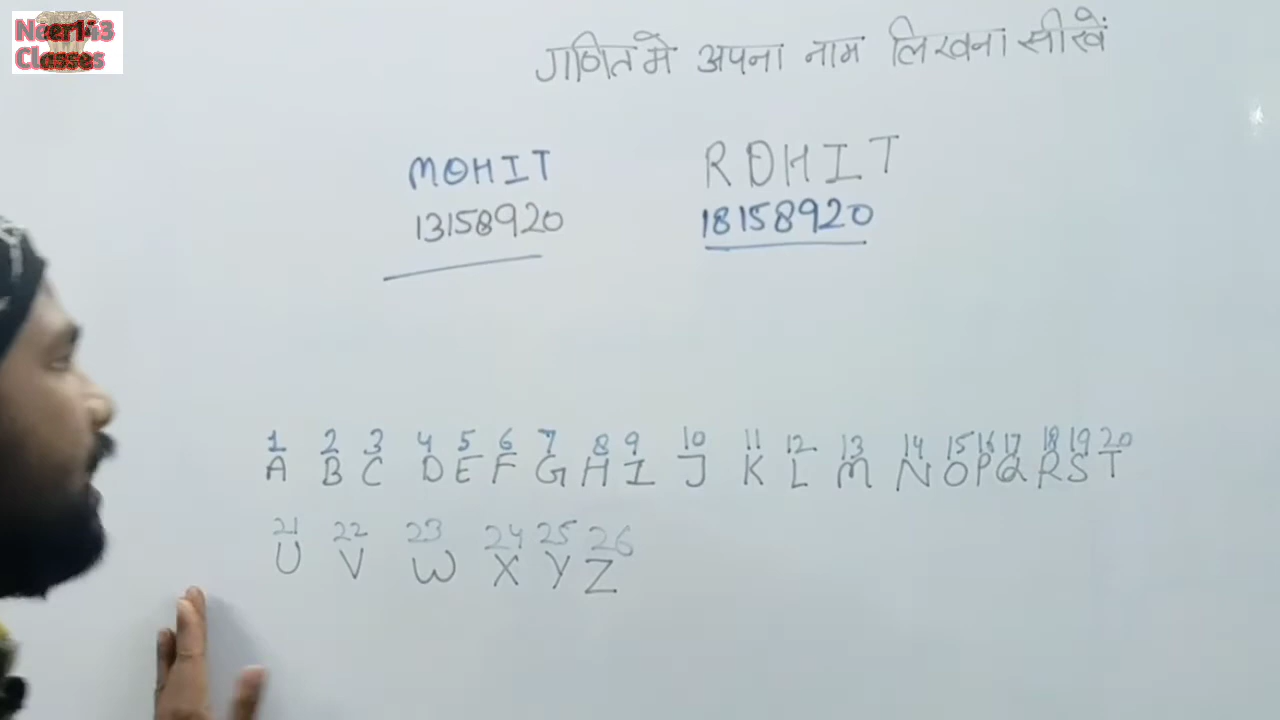 Neer143
Classes
गणित मे अपना नाम लिखना सीखें
MOHIT ROHIT
13158920 18158920
1 2 3 4 5 6 7 8 9 10 11 12 13 14 15 16 17 18 19 20
A B C D E F G H I J K L M N O P Q R S T
21 22 23 24 25 26
U V W X Y Z